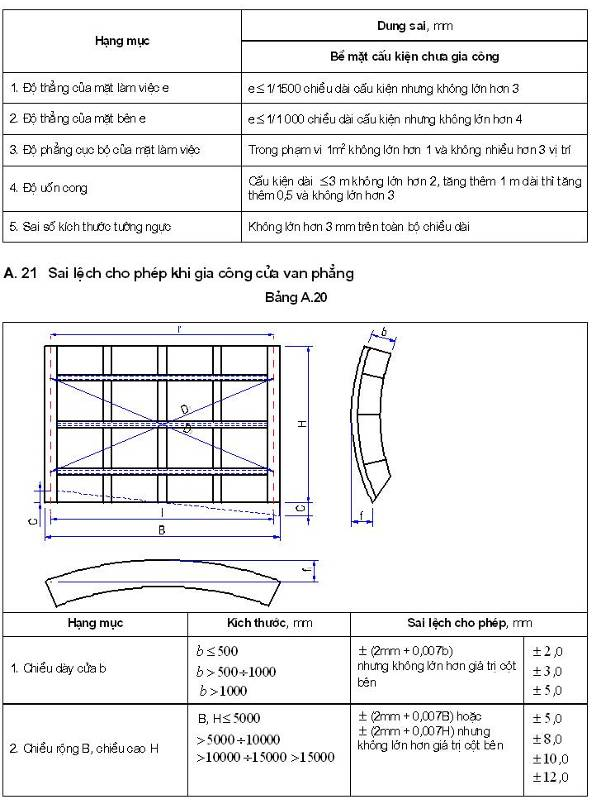 Hạng mục
Dung sai, mm
Bề mặt cấu kiện chưa gia công
1. Độ thẳng của mặt làm việc e
e ≤ 1/1500 chiều dài cấu kiện nhưng không lớn hơn 3
2. Độ thẳng của mặt bên e
e ≤ 1/1 000 chiều dài cấu kiện nhưng không lớn hơn 4
3. Độ phẳng cục bộ của mặt làm việc
Trong phạm vi 1m² không lớn hơn 1 và không nhiều hơn 3 vị trí
4. Độ uốn cong
Cấu kiện dài ≤3 m không lớn hơn 2, tăng thêm 1 m dài thì tăng
thêm 0,5 và không lớn hơn 3
5. Sai số kích thước tường ngực
Không lớn hơn 3 mm trên toàn bộ chiều dài
A. 21 Sai lệch cho phép khi gia công cửa van phẳng
Bảng A.20
l'
b
D
D
H
C
C
l
B
f
f
Hạng mục
Kích thước, mm
Sai lệch cho phép, mm
1. Chiều dày cửa b
b ≤ 500
b > 500÷1000
b > 1000
± (2mm + 0,007b)
nhưng không lớn hơn giá trị cột
bên
± 2,0
± 3,0
± 5,0
2. Chiều rộng B, chiều cao H
B, H ≤ 5000
>5000÷10000
>10000÷15000 >15000
± (2mm + 0,007B) hoặc
± (2mm + 0,007H) nhưng
không lớn hơn giá trị cột bên
± 5,0
± 8,0
± 10,0
± 12,0